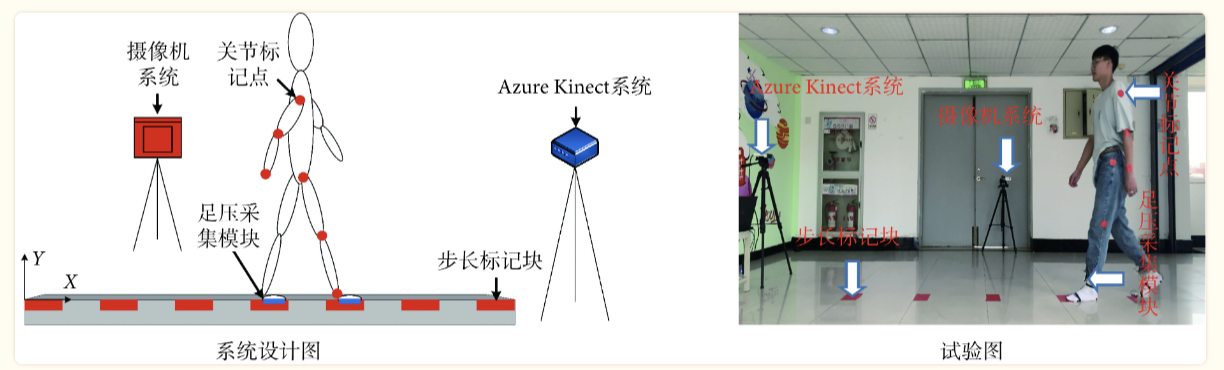 摄像机
系统
关节标
记点
Azure Kinect系统
足压采
集模块
步长标记块
Y
X
系统设计图
Azure Kinect系统
摄像机系统
关节标记点
步长标记块
足压采集模块
试验图